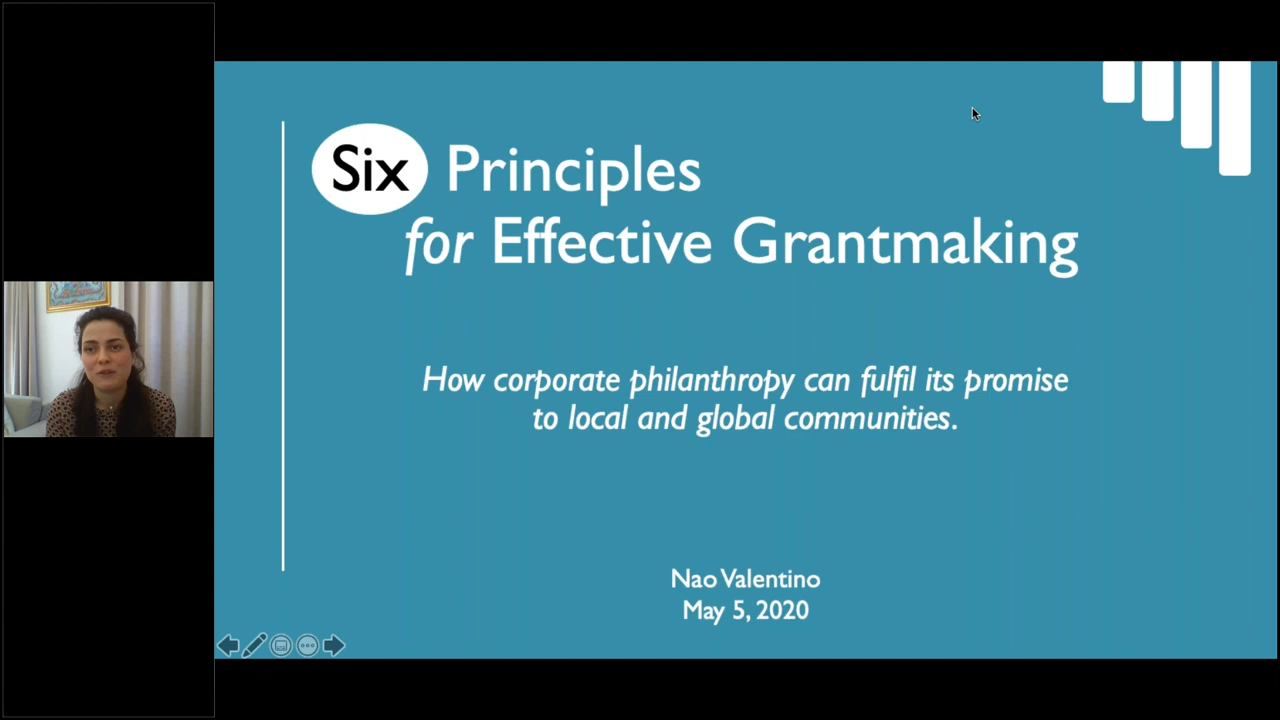 Six Principles
for Effective Grantmaking
How corporate philanthropy can fulfil its promise
to local and global communities.
Nao Valentino
May 5, 2020